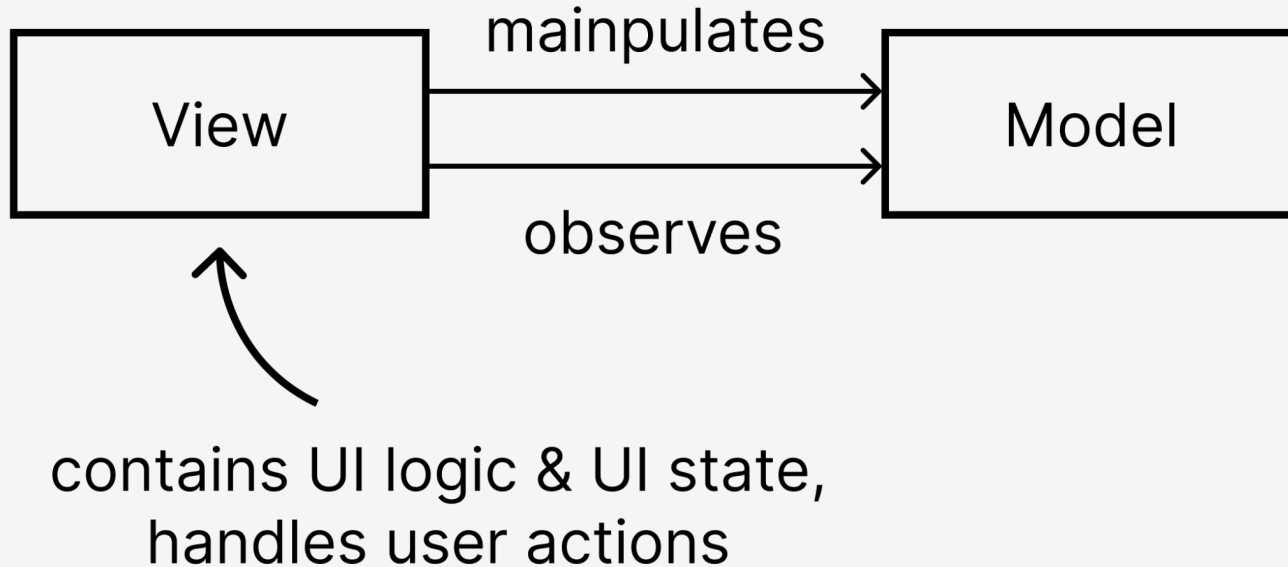 mainpulates
View
Model
observes
contains UI logic & UI state,
handles user actions